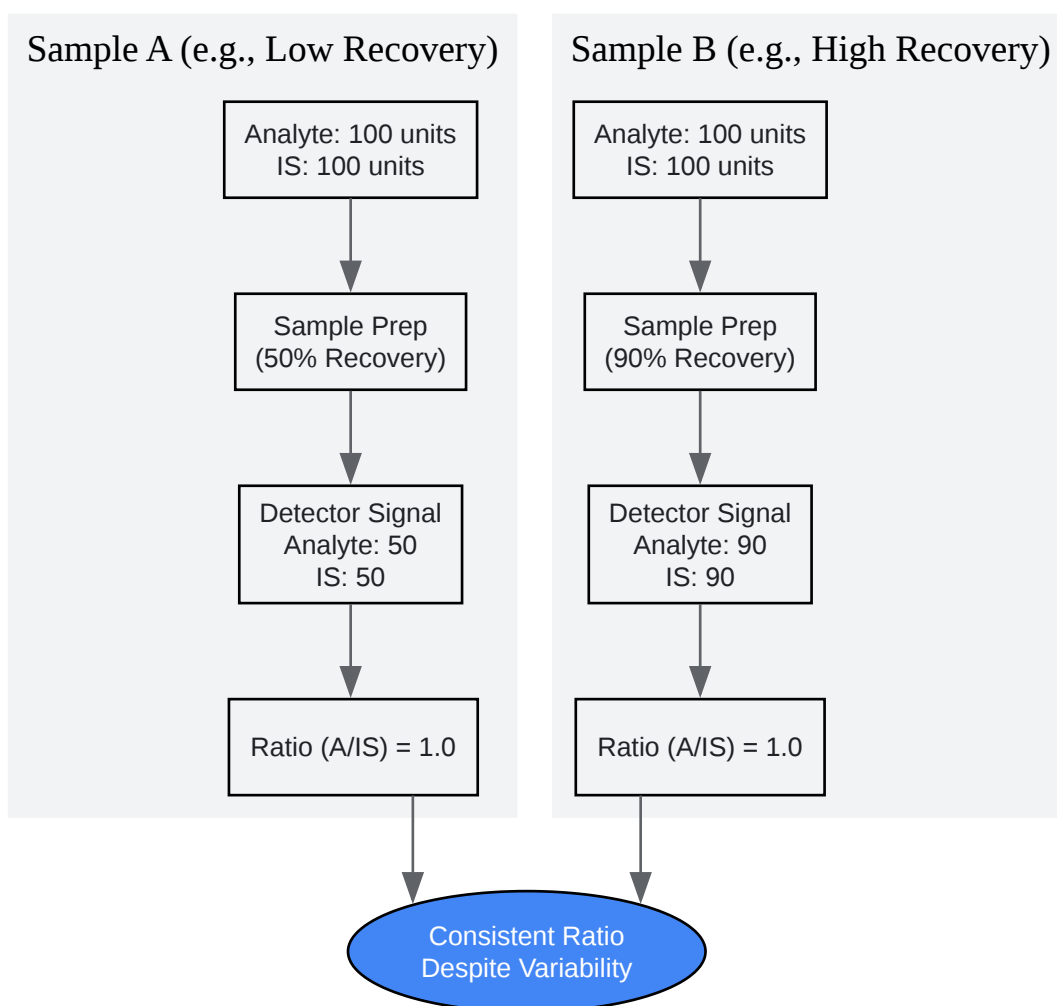 Sample A (e.g., Low Recovery)
Analyte: 100 units
IS: 100 units
Sample Prep
(50% Recovery)
Detector Signal
Analyte: 50
IS: 50
Ratio (A/IS) = 1.0
Sample B (e.g., High Recovery)
Analyte: 100 units
IS: 100 units
Sample Prep
(90% Recovery)
Detector Signal
Analyte: 90
IS: 90
Ratio (A/IS) = 1.0
Consistent Ratio
Despite Variability